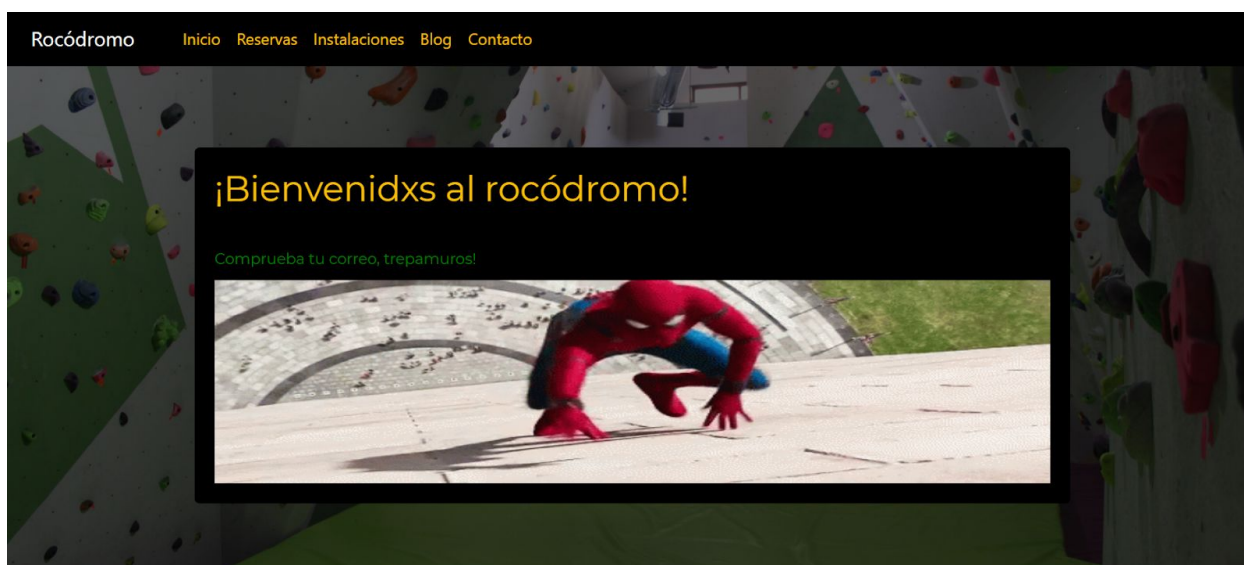 Rocódromo Inicio Reservas Instalaciones Blog Contacto
¡Bienvenidxs al rocódromo!
Comprueba tu correo, trepamuros!